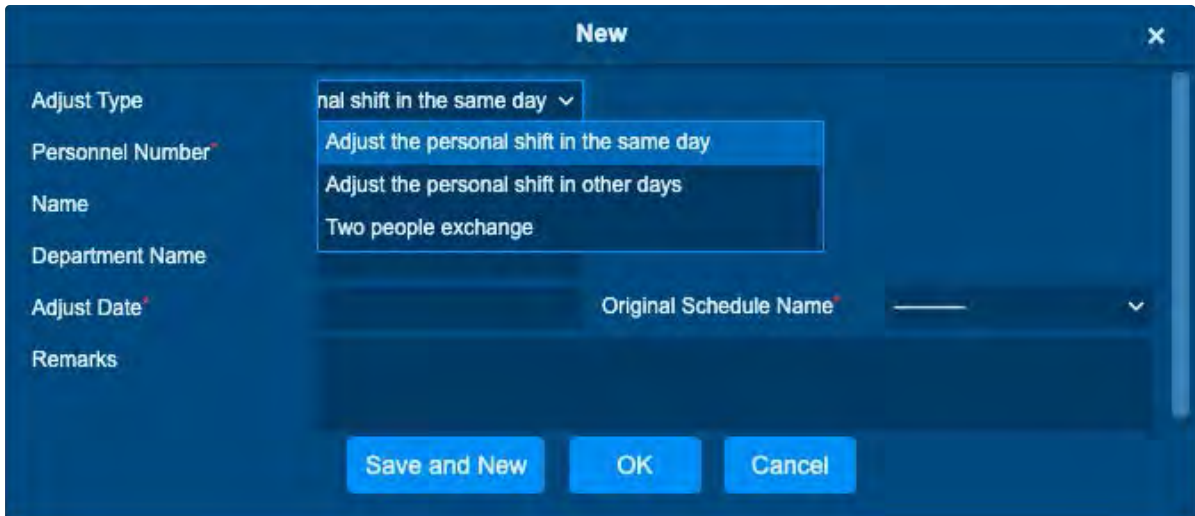 New ×
Adjust Type nal shift in the same day
Adjust the personal shift in the same day
Personnel Number*
Adjust the personal shift in other days
Name
Two people exchange
Department Name
Adjust Date* Original Schedule Name* ---------
Remarks
Save and New OK Cancel